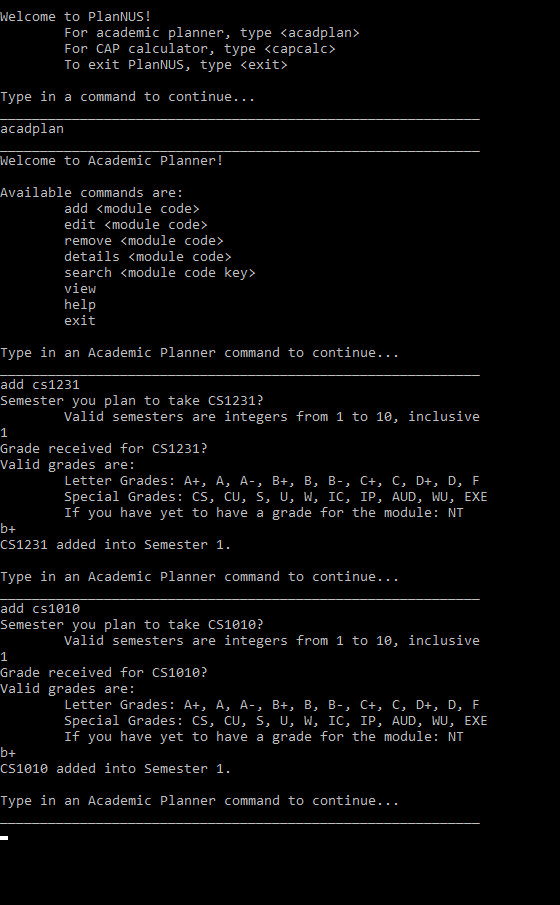 Welcome to PlanNUS!
For academic planner, type <acadplan>
For CAP calculator, type <capcalc>
To exit PlanNUS, type <exit>
Type in a command to continue...
acadplan
Welcome to Academic Planner!
Available commands are:
add <module code>
edit <module code>
remove <module code>
details <module code>
search <module code key>
view
help
exit
Type in an Academic Planner command to continue...
add cs1231
Semester you plan to take CS1231?
Valid semesters are integers from 1 to 10, inclusive
1
Grade received for CS1231?
Valid grades are:
Letter Grades: A+, A, A-, B+, B, B-, C+, C, D+, D, F
Special Grades: CS, CU, S, U, W, IC, IP, AUD, WU, EXE
If you have yet to have a grade for the module: NT
b+
CS1231 added into Semester 1.
Type in an Academic Planner command to continue...
add cs1010
Semester you plan to take CS1010?
Valid semesters are integers from 1 to 10, inclusive
1
Grade received for CS1010?
Valid grades are:
Letter Grades: A+, A, A-, B+, B, B-, C+, C, D+, D, F
Special Grades: CS, CU, S, U, W, IC, IP, AUD, WU, EXE
If you have yet to have a grade for the module: NT
b+
CS1010 added into Semester 1.
Type in an Academic Planner command to continue...